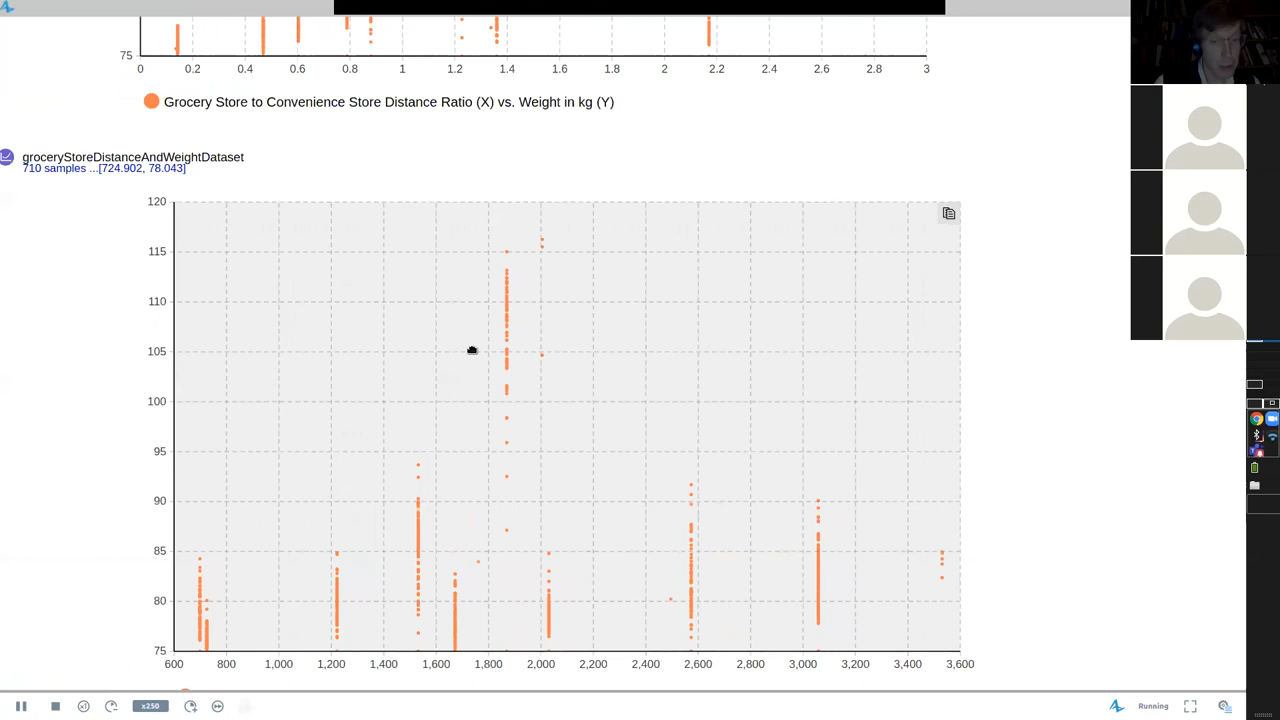 75
0 0.2 0.4 0.6 0.8 1 1.2 1.4 1.6 1.8 2 2.2 2.4 2.6 2.8 3
Grocery Store to Convenience Store Distance Ratio (X) vs. Weight in kg (Y)
groceryStoreDistanceAndWeightDataset
710 samples ...[724.902, 78.043]
120
115
110
105
100
95
90
85
80
75
600 800 1,000 1,200 1,400 1,600 1,800 2,000 2,200 2,400 2,600 2,800 3,000 3,200 3,400 3,600
x1
x250
Running